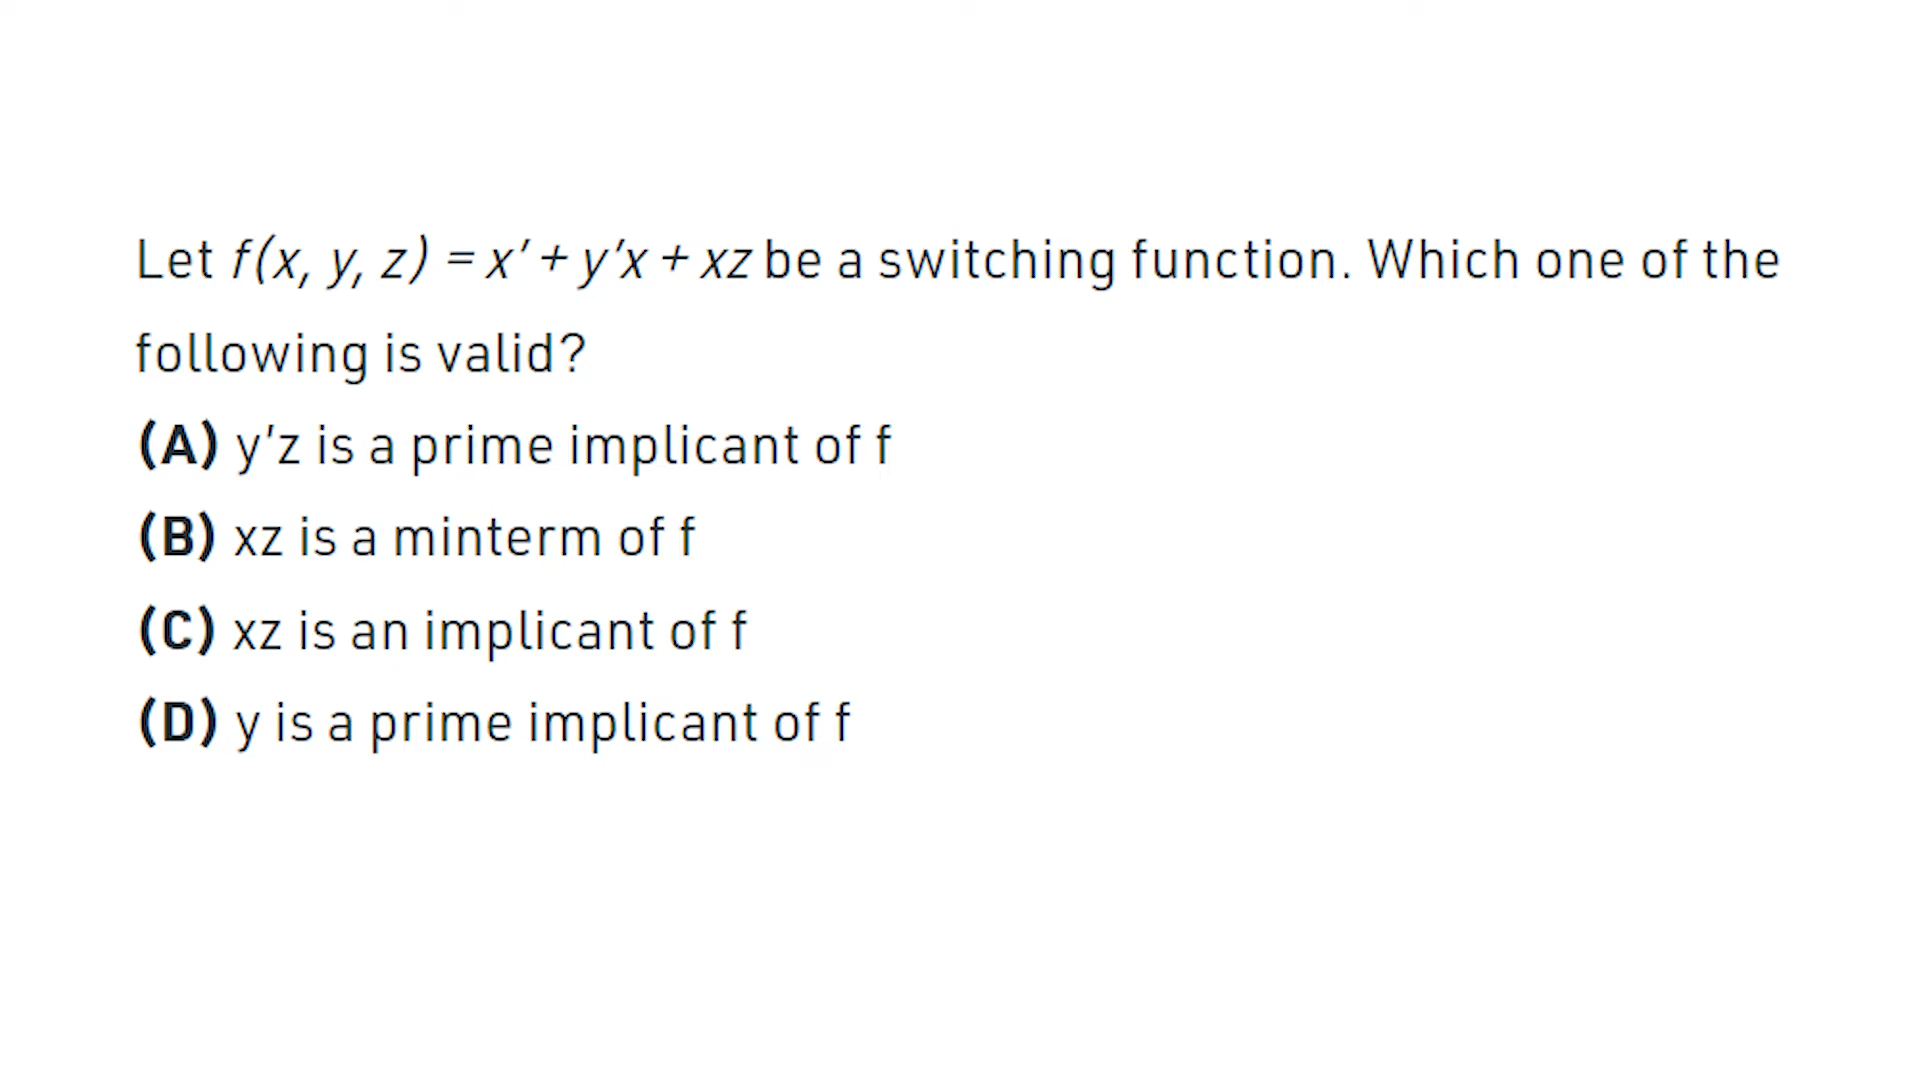 Let f(x, y, z) = x′ + y′x + xz be a switching function. Which one of the
following is valid?
(A) y′z is a prime implicant of f
(B) xz is a minterm of f
(C) xz is an implicant of f
(D) y is a prime implicant of f